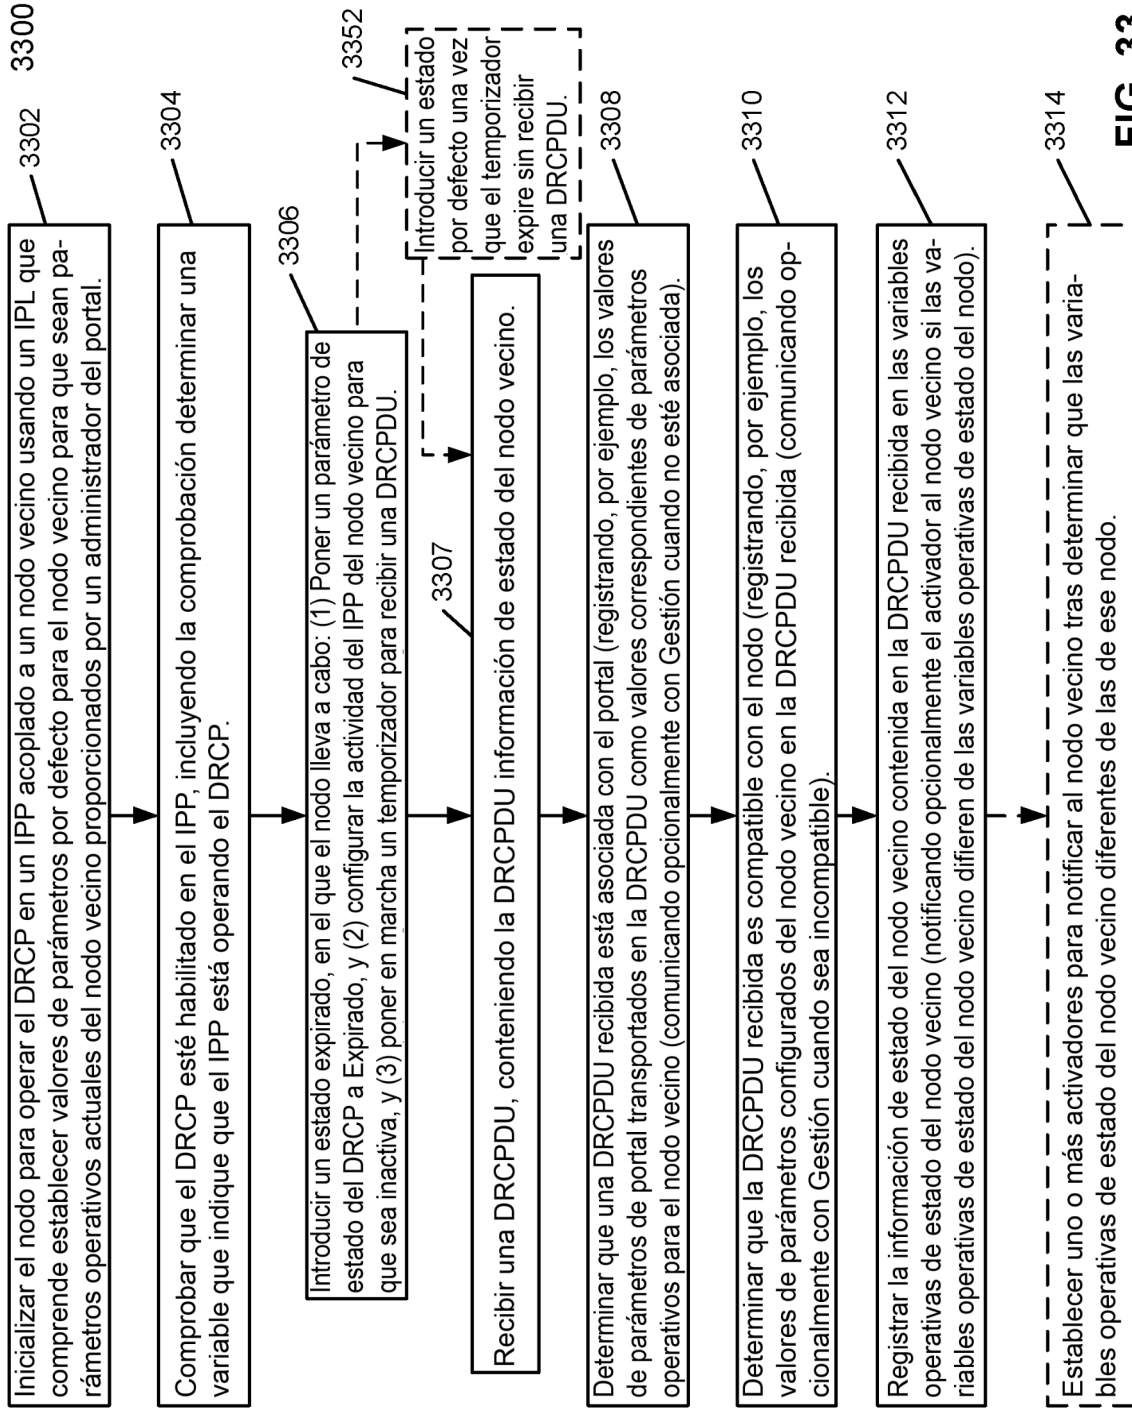 3300
3302
Inicializar el nodo para operar el DRCP en un IPP acoplado a un nodo vecino usando un IPL que
comprende establecer valores de parámetros por defecto para el nodo vecino para que sean pa-
rámetros operativos actuales del nodo vecino proporcionados por un administrador del portal.
3304
Comprobar que el DRCP esté habilitado en el IPP, incluyendo la comprobación determinar una
variable que indique que el IPP está operando el DRCP.
3306
Introducir un estado expirado, en el que el nodo lleva a cabo: (1) Poner un parámetro de
estado del DRCP a Expirado, y (2) configurar la actividad del IPP del nodo vecino para
que sea inactiva, y (3) poner en marcha un temporizador para recibir una DRCPDU.
3352
Introducir un estado
por defecto una vez
que el temporizador
expire sin recibir
una DRCPDU.
3307
Recibir una DRCPDU, conteniendo la DRCPDU información de estado del nodo vecino.
3308
Determinar que una DRCPDU recibida está asociada con el portal (registrando, por ejemplo, los valores
de parámetros de portal transportados en la DRCPDU como valores correspondientes de parámetros
operativos para el nodo vecino (comunicando opcionalmente con Gestión cuando no esté asociada).
3310
Determinar que la DRCPDU recibida es compatible con el nodo (registrando, por ejemplo, los
valores de parámetros configurados del nodo vecino en la DRCPDU recibida (comunicando op-
cionalmente con Gestión cuando sea incompatible).
3312
Registrar la información de estado del nodo vecino contenida en la DRCPDU recibida en las variables
operativas de estado del nodo vecino (notificando opcionalmente el activador al nodo vecino si las va-
riables operativas de estado del nodo vecino difieren de las variables operativas de estado del nodo).
3314
Establecer uno o más activadores para notificar al nodo vecino tras determinar que las varia-
bles operativas de estado del nodo vecino diferentes de las de ese nodo.
FIG. 33